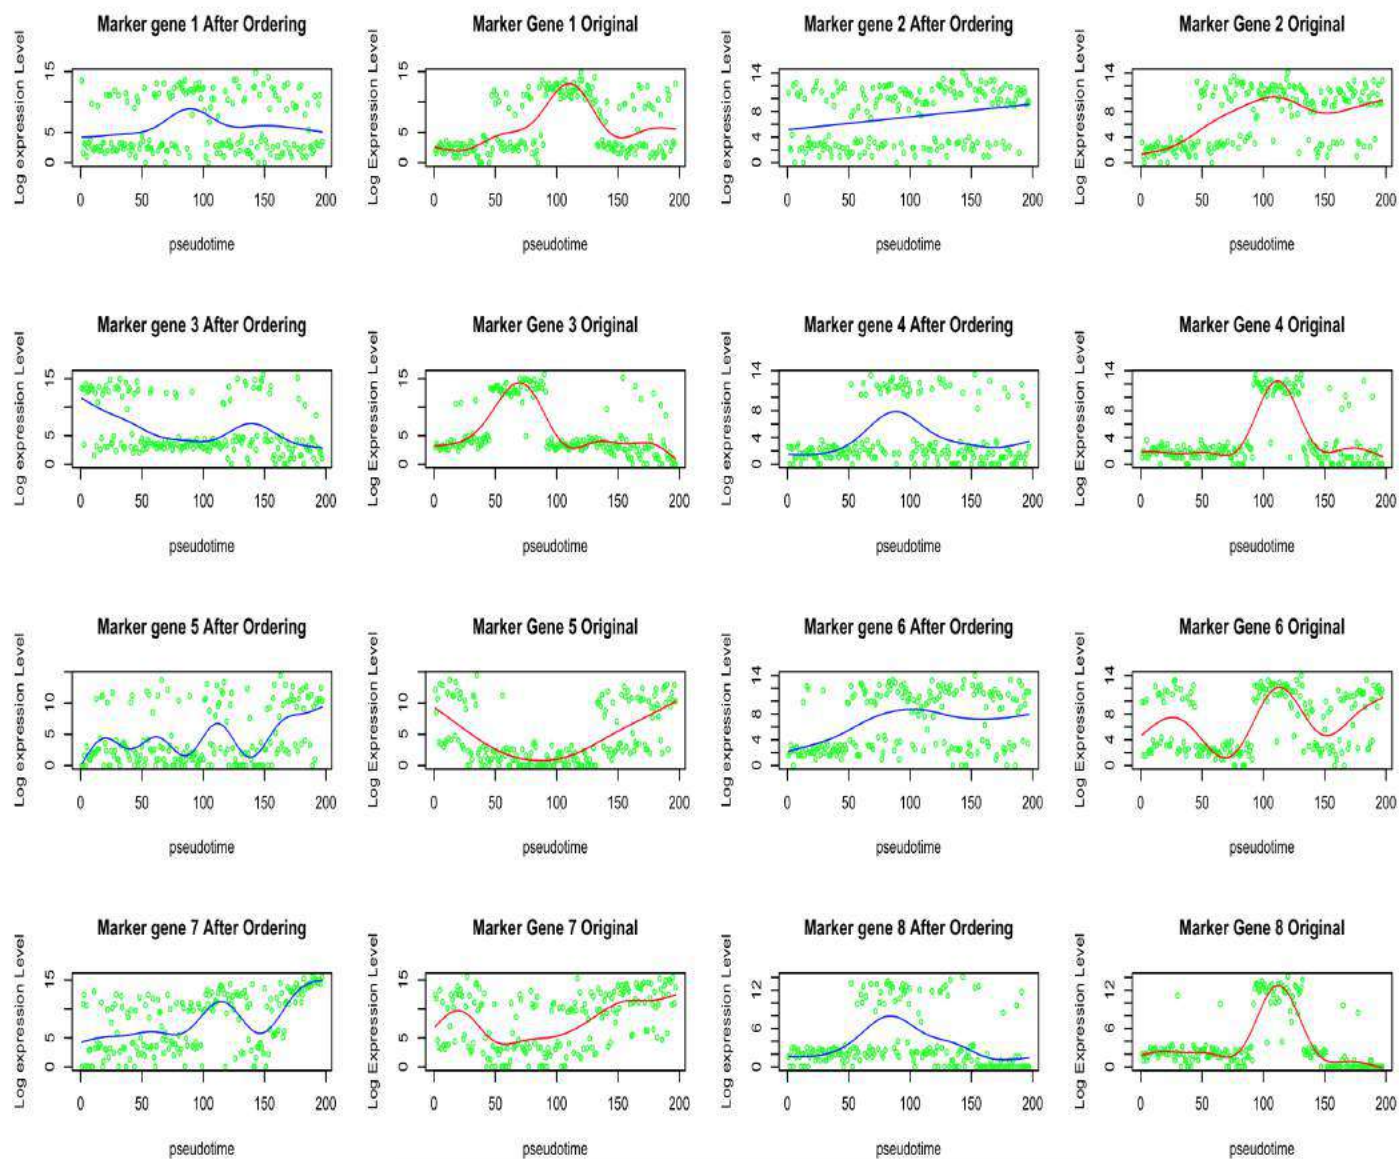 Marker gene 1 After Ordering
Log expression Level
0 5 15
0 50 100 150 200
pseudotime
Marker Gene 1 Original
Log Expression Level
0 5 15
0 50 100 150 200
pseudotime
Marker gene 2 After Ordering
Log expression Level
0 4 8 14
0 50 100 150 200
pseudotime
Marker Gene 2 Original
Log Expression Level
0 4 8 14
0 50 100 150 200
pseudotime
Marker gene 3 After Ordering
Log expression Level
0 5 15
0 50 100 150 200
pseudotime
Marker Gene 3 Original
Log Expression Level
0 5 15
0 50 100 150 200
pseudotime
Marker gene 4 After Ordering
Log expression Level
0 4 8 14
0 50 100 150 200
pseudotime
Marker Gene 4 Original
Log Expression Level
0 4 8 14
0 50 100 150 200
pseudotime
Marker gene 5 After Ordering
Log expression Level
0 5 10
0 50 100 150 200
pseudotime
Marker Gene 5 Original
Log Expression Level
0 5 10
0 50 100 150 200
pseudotime
Marker gene 6 After Ordering
Log expression Level
0 4 8 14
0 50 100 150 200
pseudotime
Marker Gene 6 Original
Log Expression Level
0 4 8 14
0 50 100 150 200
pseudotime
Marker gene 7 After Ordering
Log expression Level
0 5 15
0 50 100 150 200
pseudotime
Marker Gene 7 Original
Log Expression Level
0 5 15
0 50 100 150 200
pseudotime
Marker gene 8 After Ordering
Log expression Level
0 6 12
0 50 100 150 200
pseudotime
Marker Gene 8 Original
Log Expression Level
0 6 12
0 50 100 150 200
pseudotime